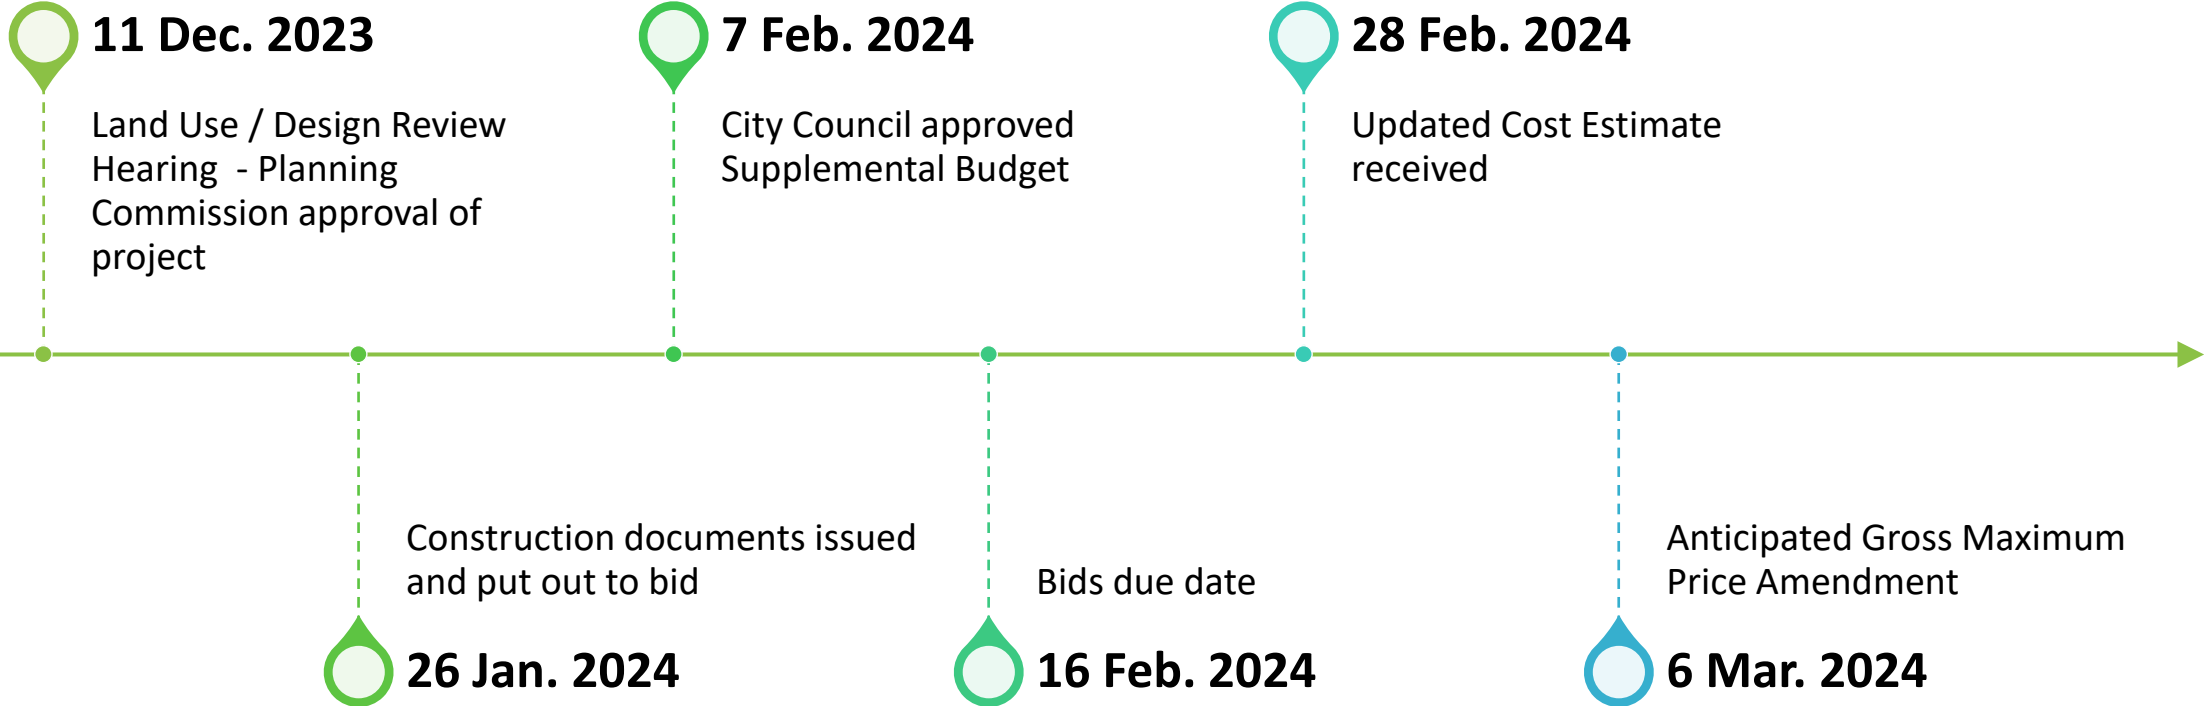 11 Dec. 2023
Land Use / Design Review
Hearing  - Planning
Commission approval of
project
7 Feb. 2024
City Council approved
Supplemental Budget
28 Feb. 2024
Updated Cost Estimate
received
Construction documents issued
and put out to bid
26 Jan. 2024
Bids due date
16 Feb. 2024
Anticipated Gross Maximum
Price Amendment
6 Mar. 2024